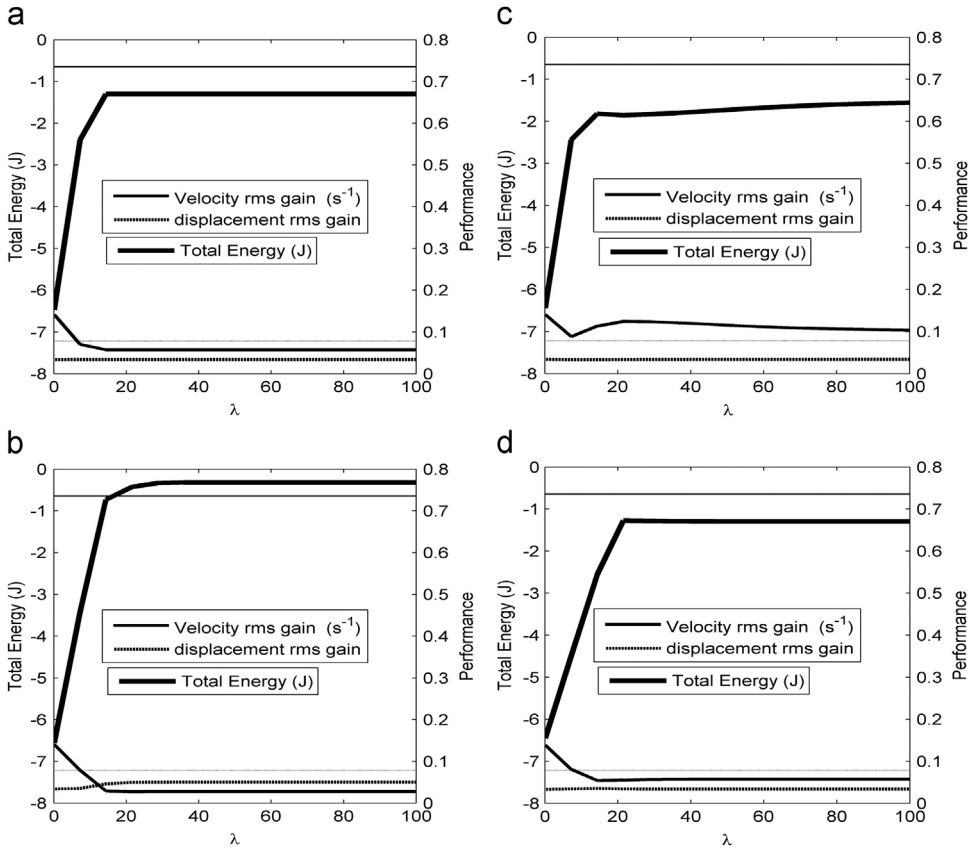 a
0
-1
-2
-3
-4
-5
-6
-7
-8
Total Energy (J)
0.8
0.7
0.6
0.5
0.4
0.3
0.2
0.1
0
Performance
Velocity rms gain (s-1)
displacement rms gain
Total Energy (J)
0 20 40 60 80 100
λ
c
0
-1
-2
-3
-4
-5
-6
-7
-8
Total Energy (J)
0.8
0.7
0.6
0.5
0.4
0.3
0.2
0.1
0
Performance
Velocity rms gain (s-1)
displacement rms gain
Total Energy (J)
0 20 40 60 80 100
λ
b
0
-1
-2
-3
-4
-5
-6
-7
-8
Total Energy (J)
0.8
0.7
0.6
0.5
0.4
0.3
0.2
0.1
0
Performance
Velocity rms gain (s-1)
displacement rms gain
Total Energy (J)
0 20 40 60 80 100
λ
d
0
-1
-2
-3
-4
-5
-6
-7
-8
Total Energy (J)
0.8
0.7
0.6
0.5
0.4
0.3
0.2
0.1
0
Performance
Velocity rms gain (s-1)
displacement rms gain
Total Energy (J)
0 20 40 60 80 100
λ